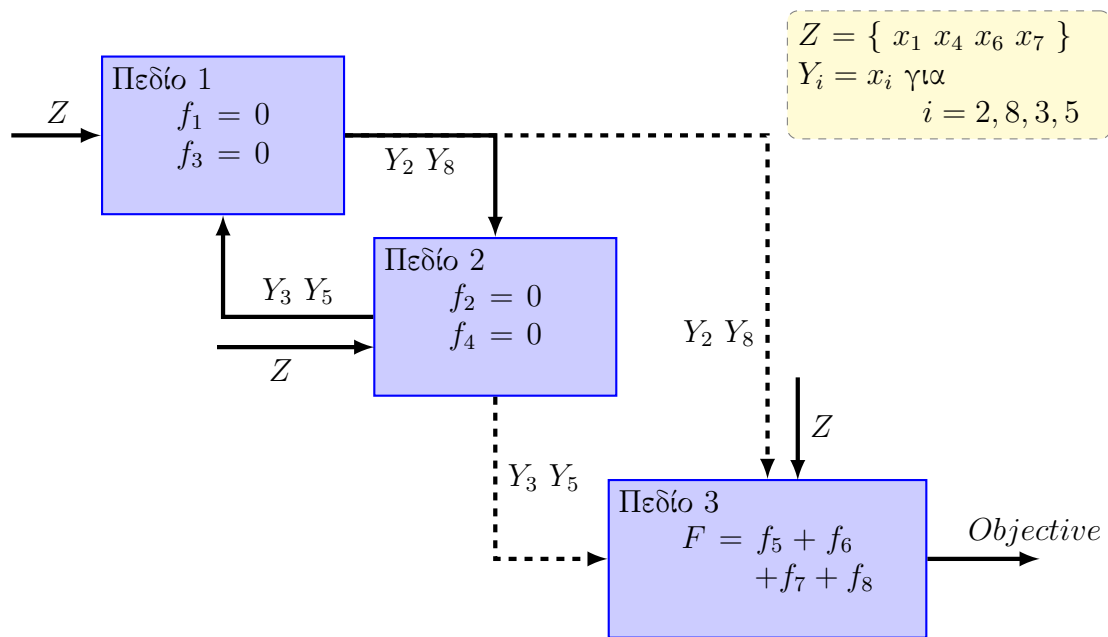 Z = { x₁ x₄ x₆ x₇ }
Yᵢ = xᵢ για
i = 2, 8, 3, 5
Πεδίο 1
f₁ = 0
f₃ = 0
Z
Y₂ Y₈
Πεδίο 2
f₂ = 0
f₄ = 0
Y₃ Y₅
Z
Y₂ Y₈
Z
Y₃ Y₅
Πεδίο 3
F = f₅ + f₆
+f₇ + f₈
Objective